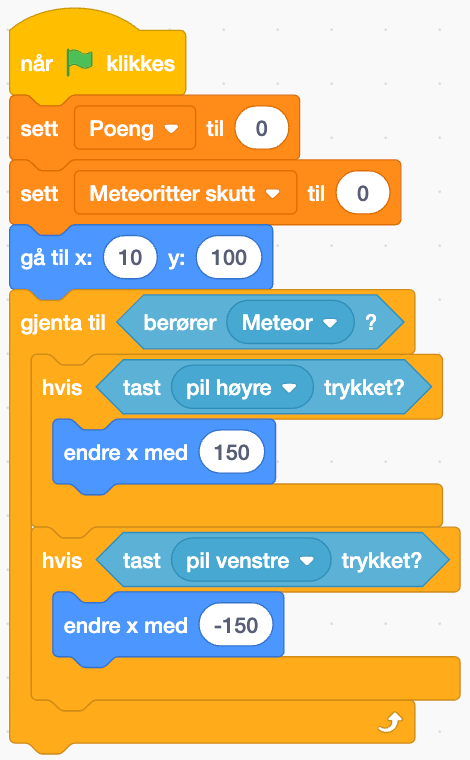 når klikkes
sett Poeng til 0
sett Meteoritter skutt til 0
gå til x: 10 y: 100
gjenta til berører Meteor ?
hvis tast pil høyre trykket?
endre x med 150
hvis tast pil venstre trykket?
endre x med -150